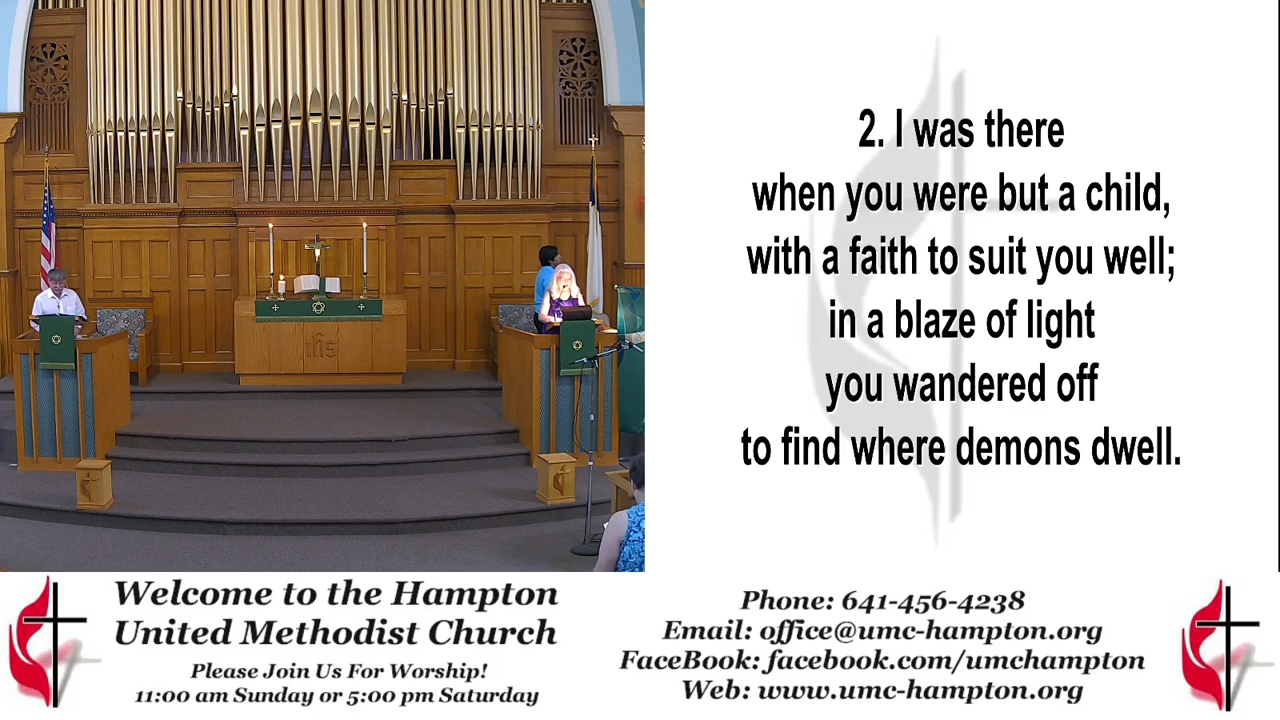 2. I was there
when you were but a child,
with a faith to suit you well;
in a blaze of light
you wandered off
to find where demons dwell.
ihs
Welcome to the Hampton
United Methodist Church
Please Join Us For Worship!
11:00 am Sunday or 5:00 pm Saturday
Phone: 641-456-4238
Email: office@umc-hampton.org
FaceBook: facebook.com/umchampton
Web: www.umc-hampton.org